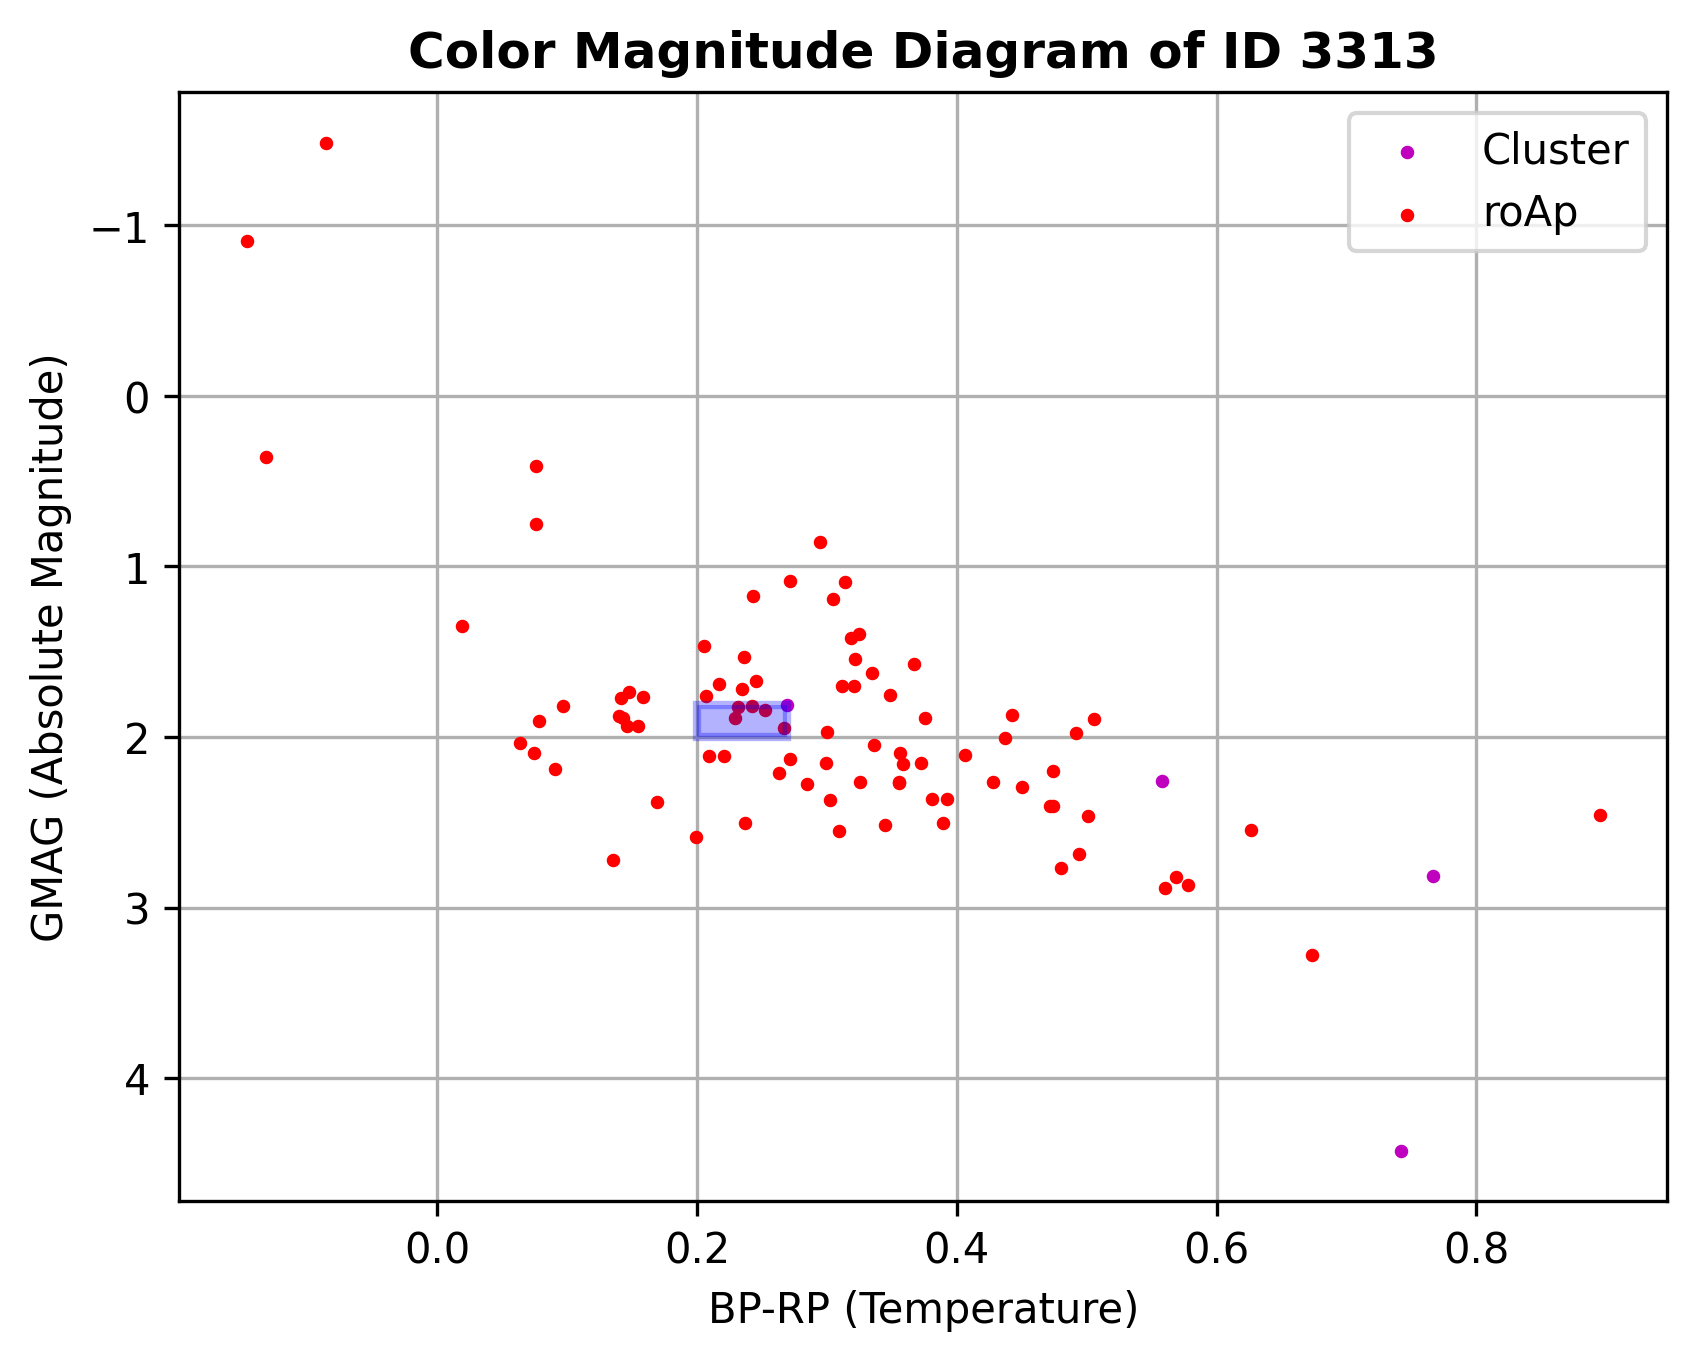 Color Magnitude Diagram of ID 3313
Cluster
roAp
GMAG (Absolute Magnitude)
−1
0
1
2
3
4
0.0 0.2 0.4 0.6 0.8
BP-RP (Temperature)